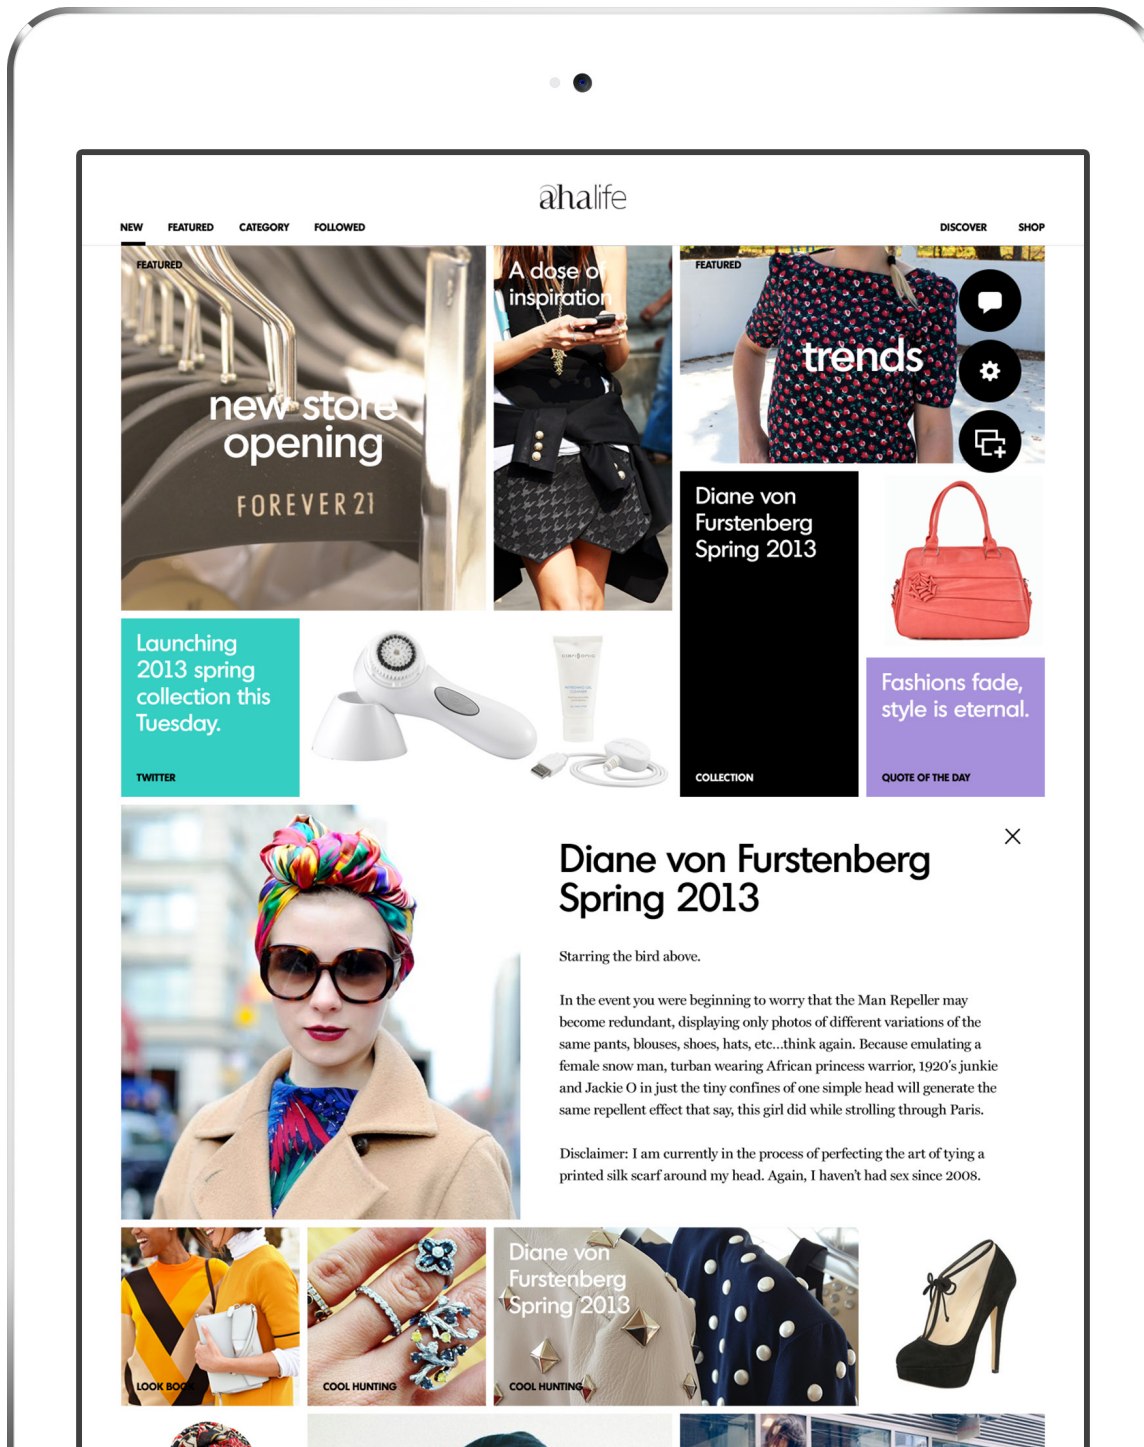 ahalife
NEW FEATURED CATEGORY FOLLOWED DISCOVER SHOP
FEATURED
new store
opening
FOREVER 21
A dose of
inspiration
FEATURED
trends
Diane von
Furstenberg
Spring 2013
COLLECTION
Launching
2013 spring
collection this
Tuesday.
TWITTER
clarisonic
Fashions fade,
style is eternal.
QUOTE OF THE DAY
Diane von Furstenberg
Spring 2013
Starring the bird above.
In the event you were beginning to worry that the Man Repeller may
become redundant, displaying only photos of different variations of the
same pants, blouses, shoes, hats, etc...think again. Because emulating a
female snow man, turban wearing African princess warrior, 1920's junkie
and Jackie O in just the tiny confines of one simple head will generate the
same repellent effect that say, this girl did while strolling through Paris.
Disclaimer: I am currently in the process of perfecting the art of tying a
printed silk scarf around my head. Again, I haven't had sex since 2008.
LOOK BOOK
COOL HUNTING
Diane von
Furstenberg
Spring 2013
COOL HUNTING